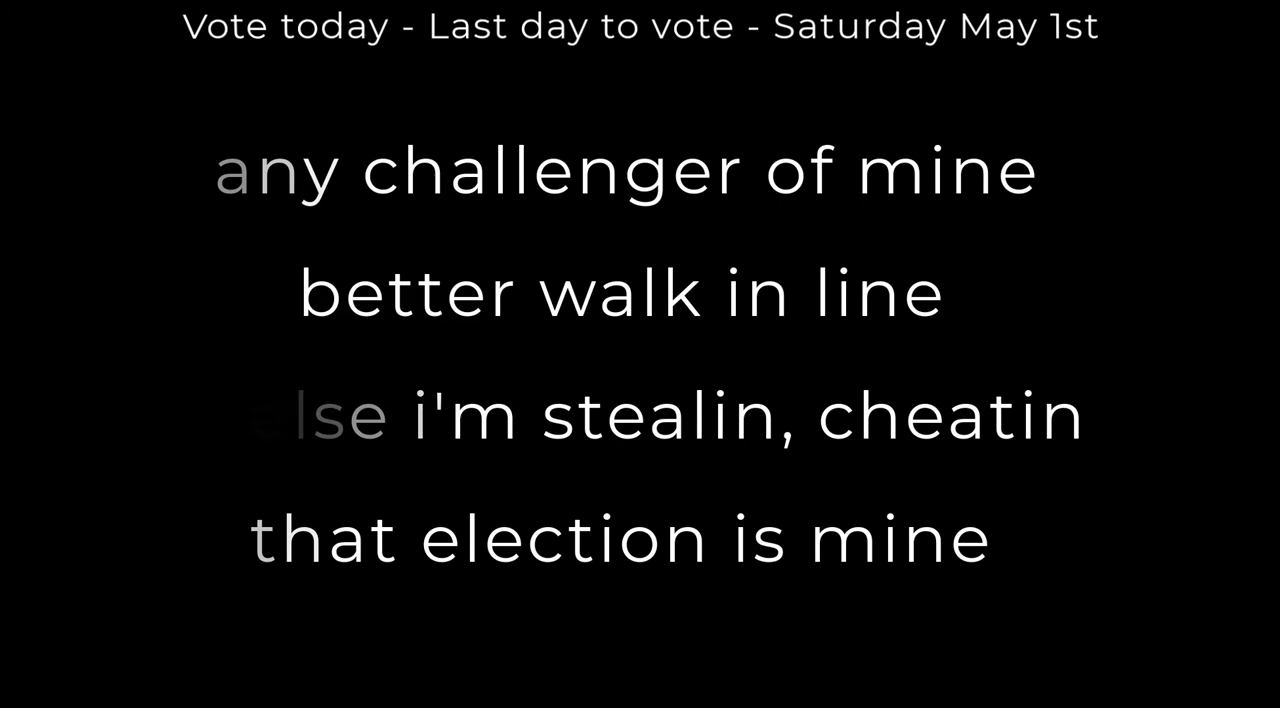 Vote today - Last day to vote - Saturday May 1st
any challenger of mine
better walk in line
else i'm stealin, cheatin
that election is mine